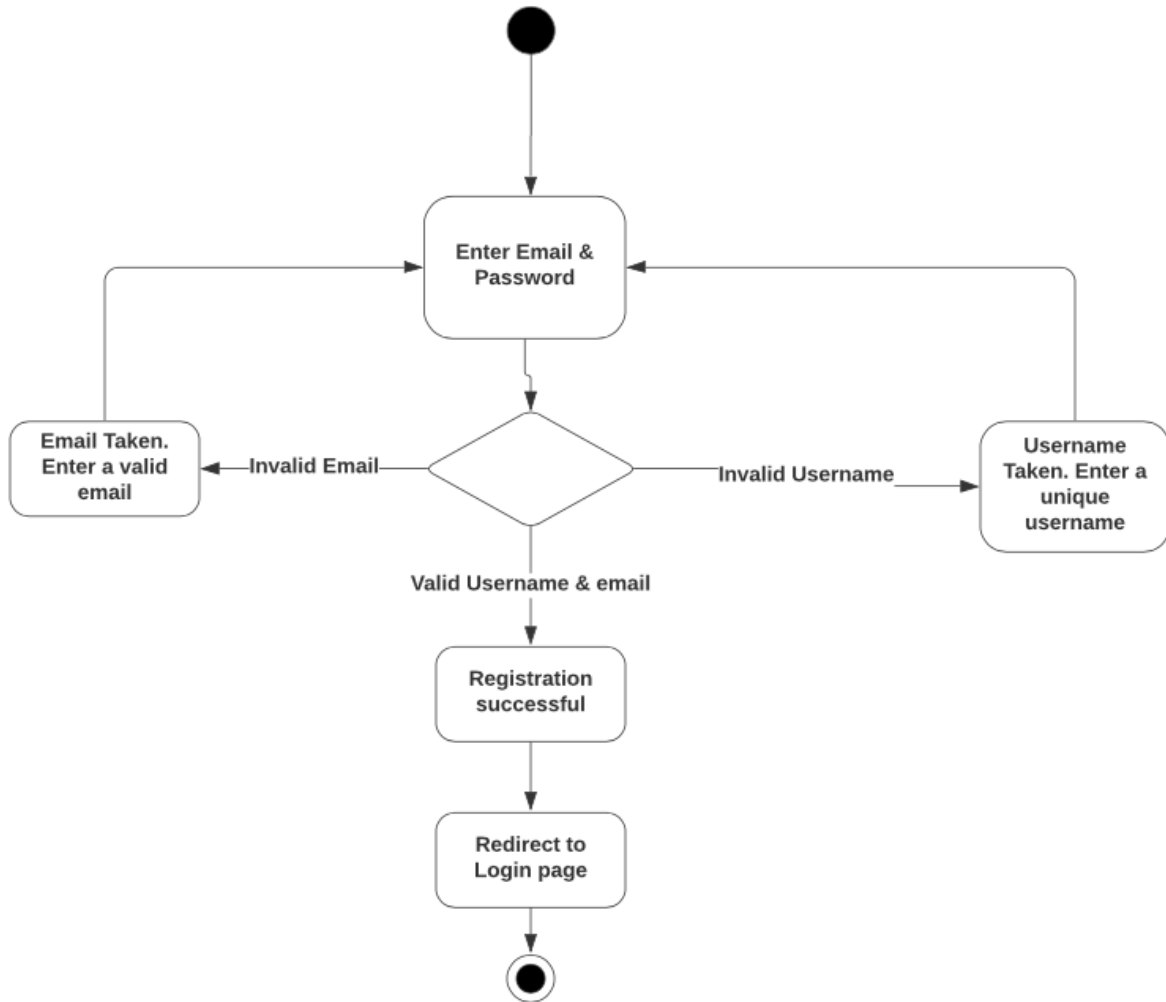 Enter Email &
Password
Email Taken.
Enter a valid
email
Invalid Email
Invalid Username
Username
Taken. Enter a
unique
username
Valid Username & email
Registration
successful
Redirect to
Login page